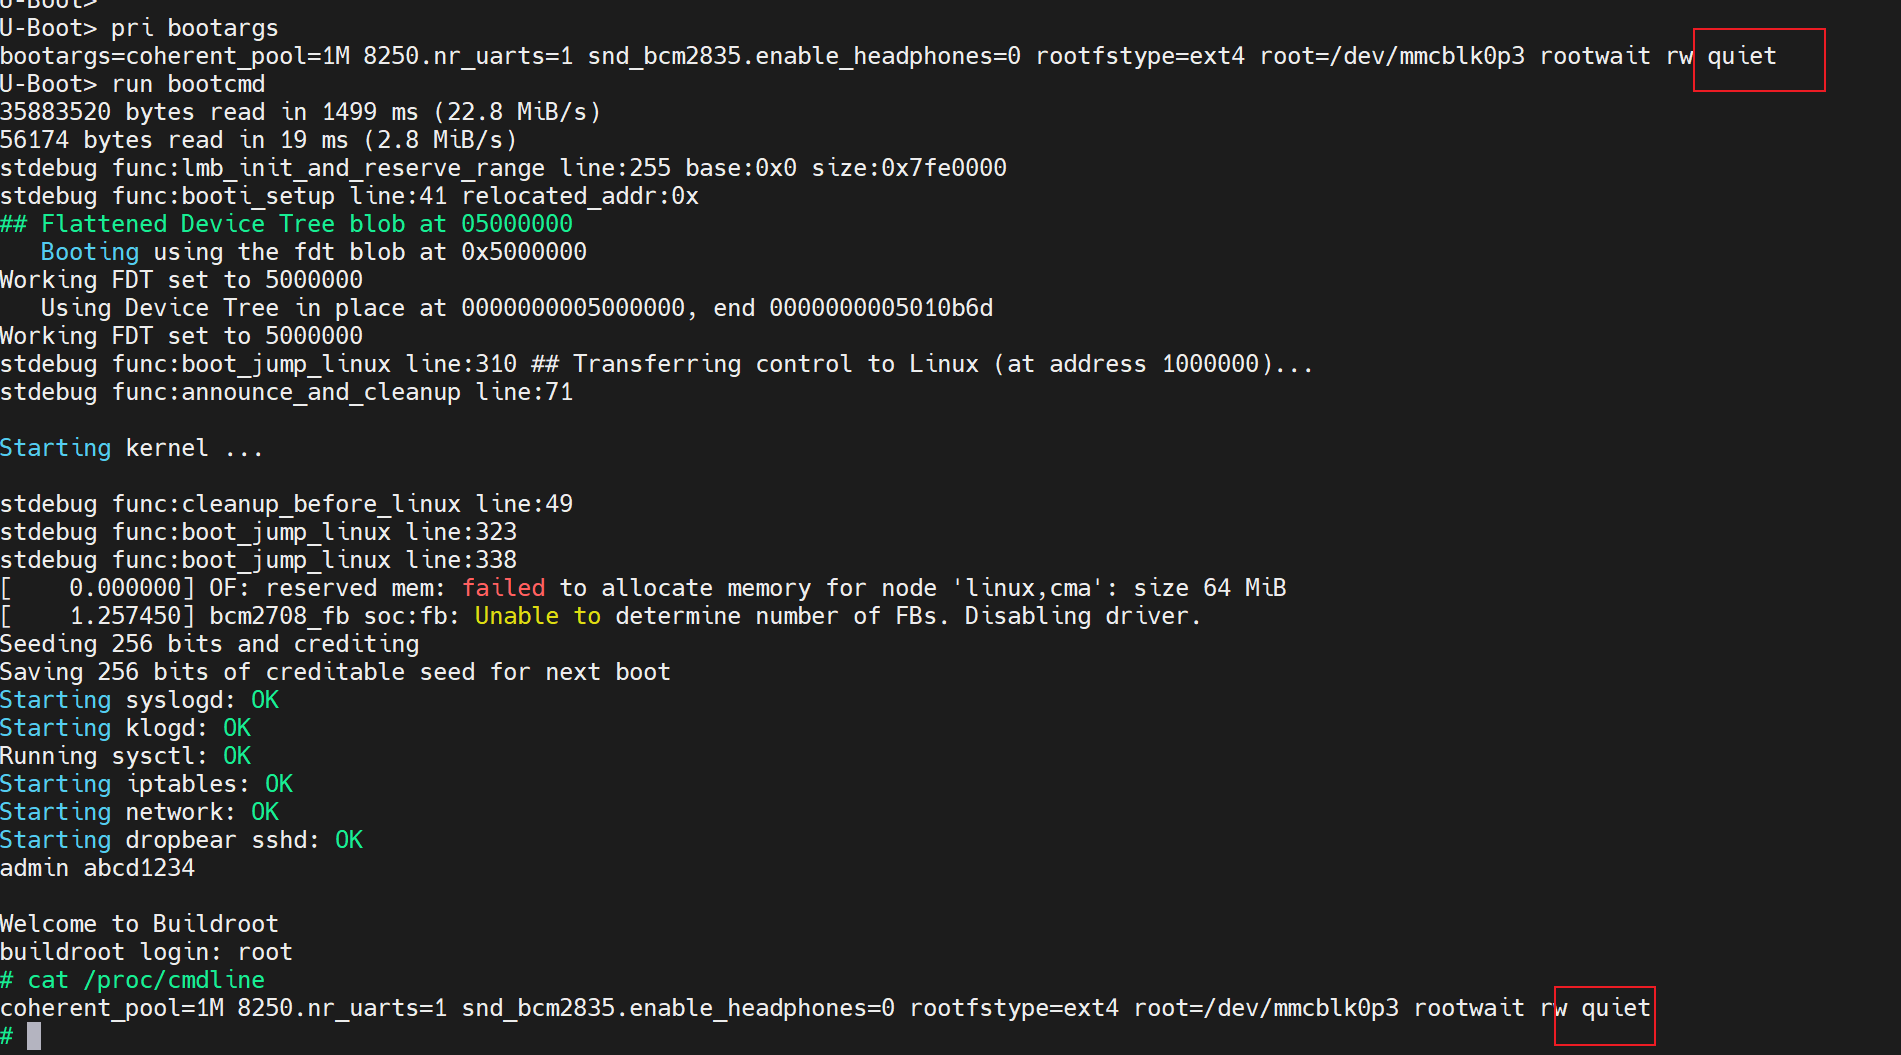 U-Boot>
U-Boot> pri bootargs
bootargs=coherent_pool=1M 8250.nr_uarts=1 snd_bcm2835.enable_headphones=0 rootfstype=ext4 root=/dev/mmcblk0p3 rootwait rw quiet
U-Boot> run bootcmd
35883520 bytes read in 1499 ms (22.8 MiB/s)
56174 bytes read in 19 ms (2.8 MiB/s)
stdebug func:lmb_init_and_reserve_range line:255 base:0x0 size:0x7fe0000
stdebug func:booti_setup line:41 relocated_addr:0x
## Flattened Device Tree blob at 05000000
   Booting using the fdt blob at 0x5000000
Working FDT set to 5000000
   Using Device Tree in place at 0000000005000000, end 0000000005010b6d
Working FDT set to 5000000
stdebug func:boot_jump_linux line:310 ## Transferring control to Linux (at address 1000000)...
stdebug func:announce_and_cleanup line:71
Starting kernel ...
stdebug func:cleanup_before_linux line:49
stdebug func:boot_jump_linux line:323
stdebug func:boot_jump_linux line:338
[    0.000000] OF: reserved mem: failed to allocate memory for node 'linux,cma': size 64 MiB
[    1.257450] bcm2708_fb soc:fb: Unable to determine number of FBs. Disabling driver.
Seeding 256 bits and crediting
Saving 256 bits of creditable seed for next boot
Starting syslogd: OK
Starting klogd: OK
Running sysctl: OK
Starting iptables: OK
Starting network: OK
Starting dropbear sshd: OK
admin abcd1234
Welcome to Buildroot
buildroot login: root
# cat /proc/cmdline
coherent_pool=1M 8250.nr_uarts=1 snd_bcm2835.enable_headphones=0 rootfstype=ext4 root=/dev/mmcblk0p3 rootwait rw quiet
#